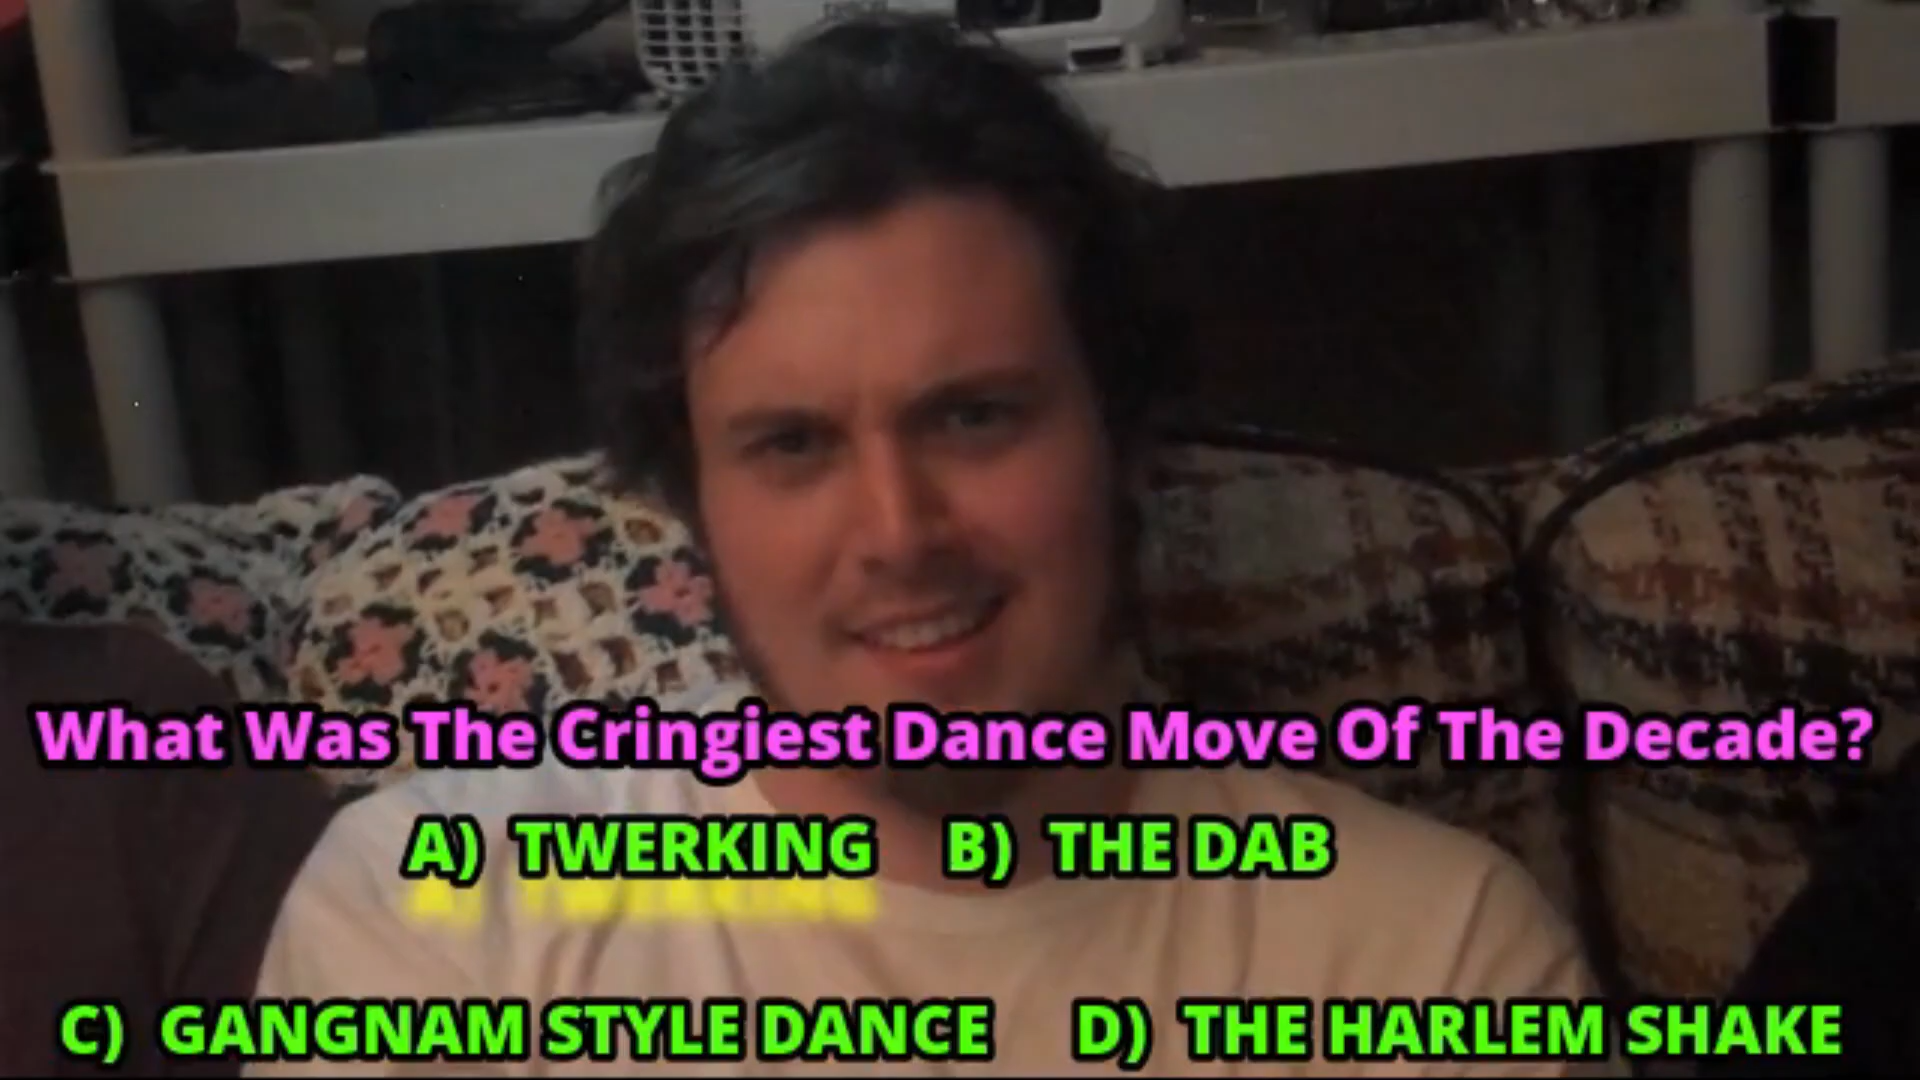 What Was The Cringiest Dance Move Of The Decade?
A) TWERKING B) THE DAB
C) GANGNAM STYLE DANCE D) THE HARLEM SHAKE